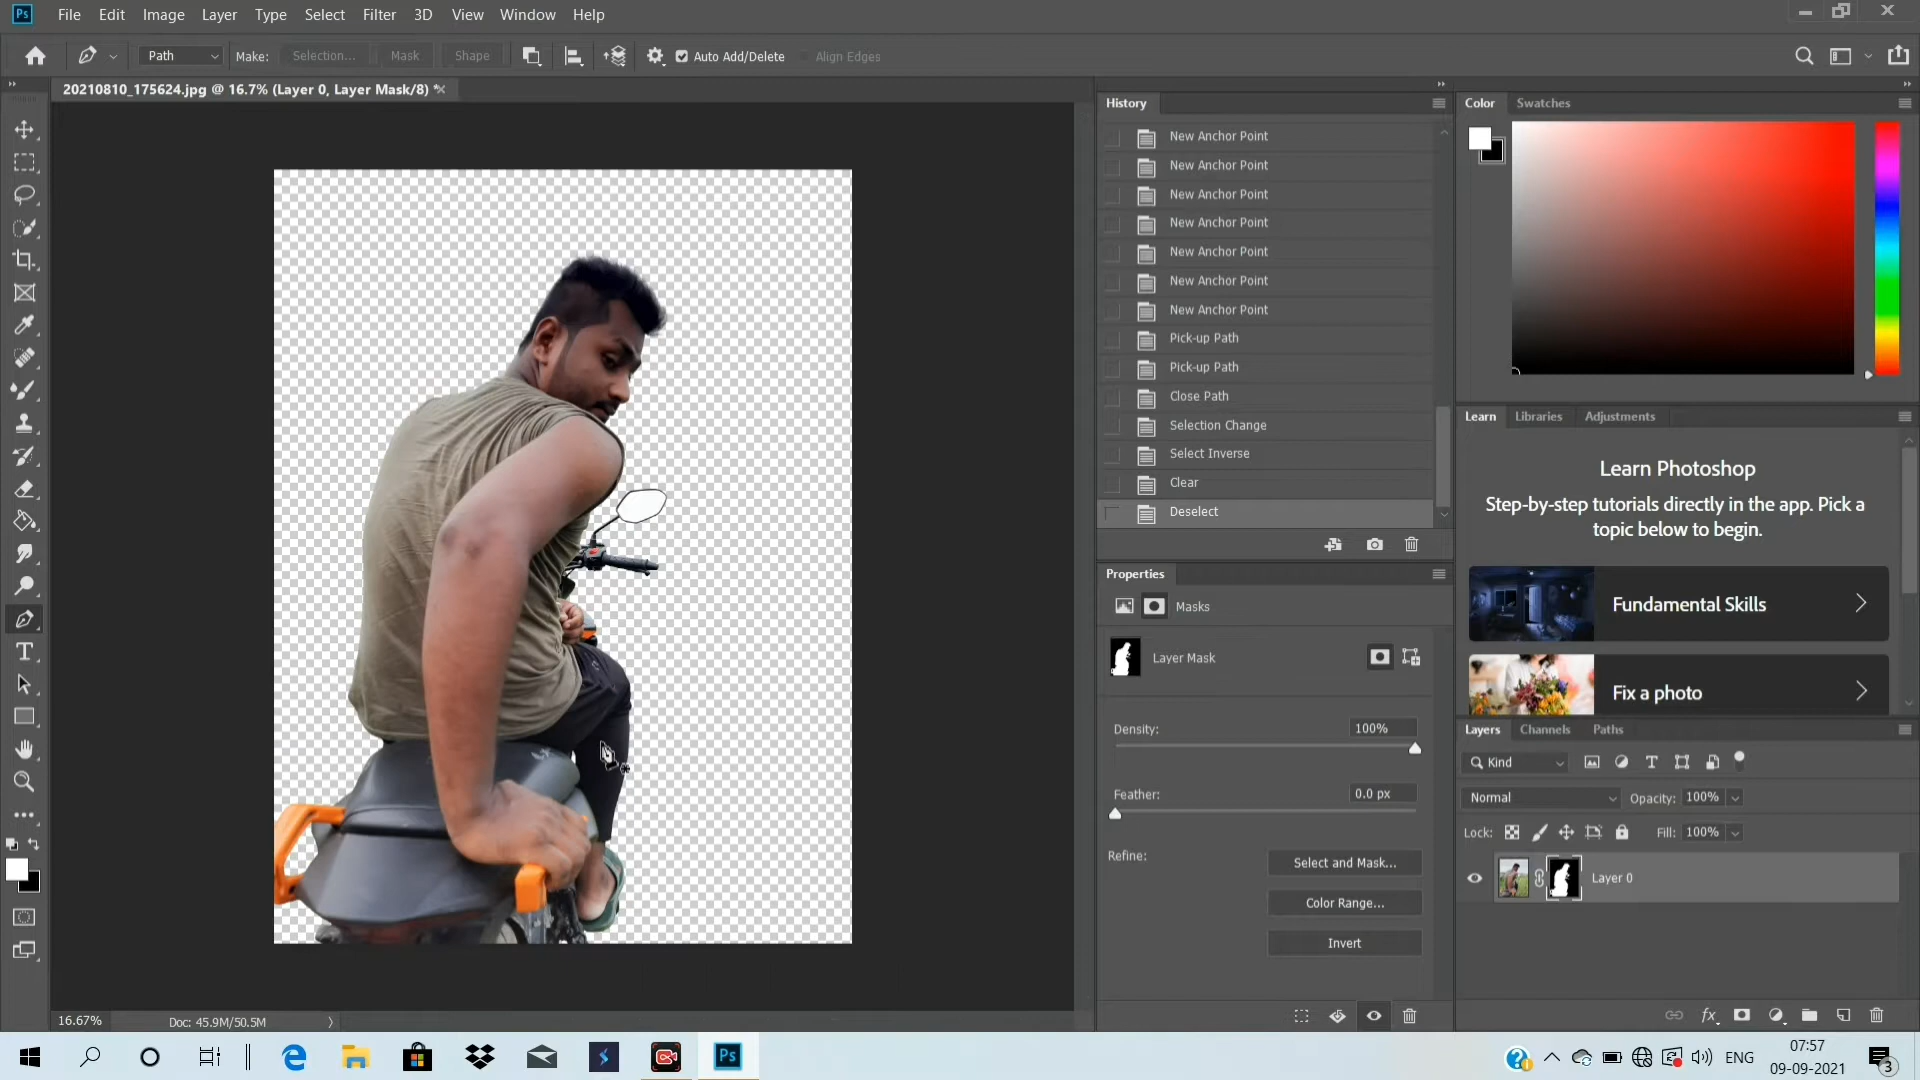 Ps File Edit Image Layer Type Select Filter 3D View Window Help
Path Make: Selection... Mask Shape Auto Add/Delete Align Edges
20210810_175624.jpg @ 16.7% (Layer 0, Layer Mask/8) *
History
New Anchor Point
New Anchor Point
New Anchor Point
New Anchor Point
New Anchor Point
New Anchor Point
New Anchor Point
Pick-up Path
Pick-up Path
Close Path
Selection Change
Select Inverse
Clear
Deselect
Properties
Masks
Layer Mask
Density: 100%
Feather: 0.0 px
Refine: Select and Mask...
Color Range...
Invert
Color Swatches
Learn Libraries Adjustments
Learn Photoshop
Step-by-step tutorials directly in the app. Pick a
topic below to begin.
Fundamental Skills
Fix a photo
Layers Channels Paths
Kind
Normal Opacity: 100%
Lock: Fill: 100%
Layer 0
16.67% Doc: 45.9M/50.5M
Ps
ENG
07:57
09-09-2021
3